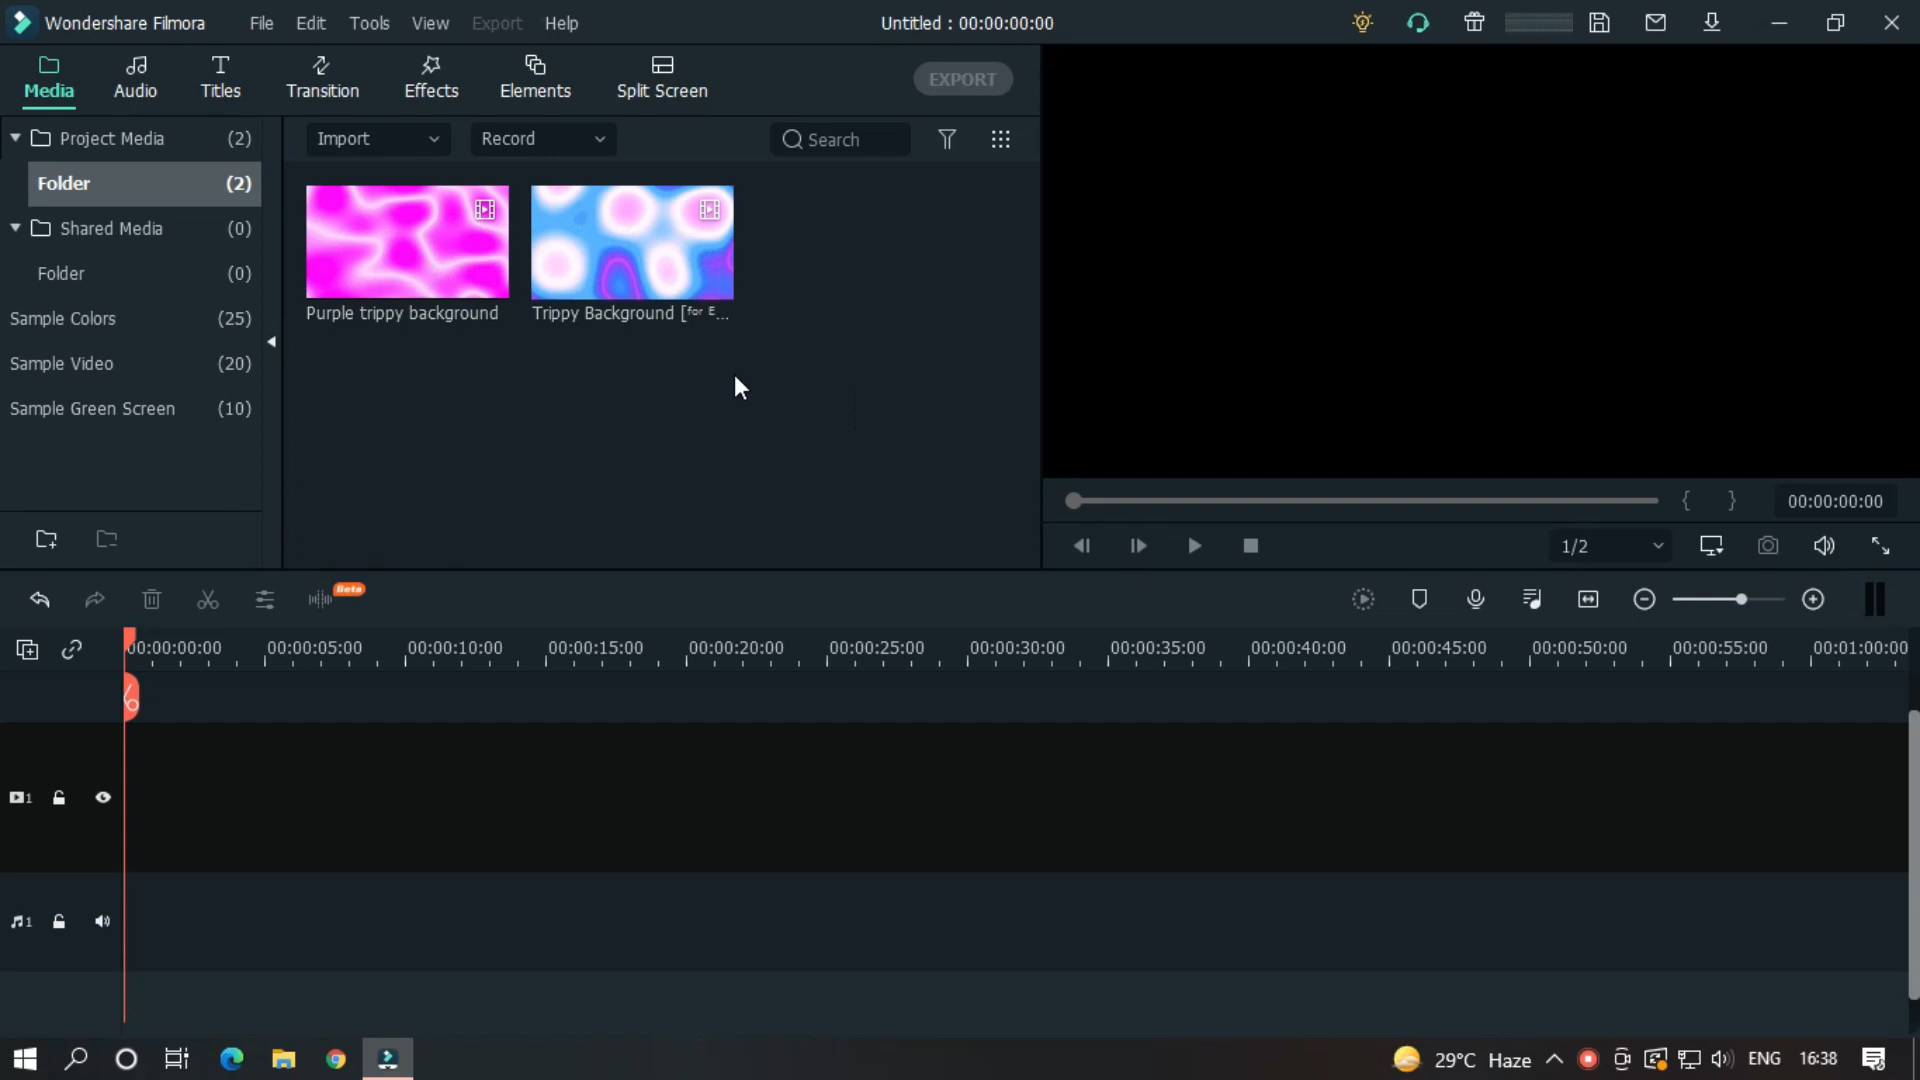 Wondershare Filmora File Edit Tools View Export Help Untitled : 00:00:00:00
Media Audio Titles Transition Effects Elements Split Screen EXPORT
Project Media (2)
Folder (2)
Shared Media (0)
Folder (0)
Sample Colors (25)
Sample Video (20)
Sample Green Screen (10)
Import Record Search
Purple trippy background Trippy Background [ᶠᵒʳ ᴱ...
00:00:00:00
1/2
Beta
00:00:00:00 00:00:05:00 00:00:10:00 00:00:15:00 00:00:20:00 00:00:25:00 00:00:30:00 00:00:35:00 00:00:40:00 00:00:45:00 00:00:50:00 00:00:55:00 00:01:00:00
1
1
29°C Haze ENG 16:38